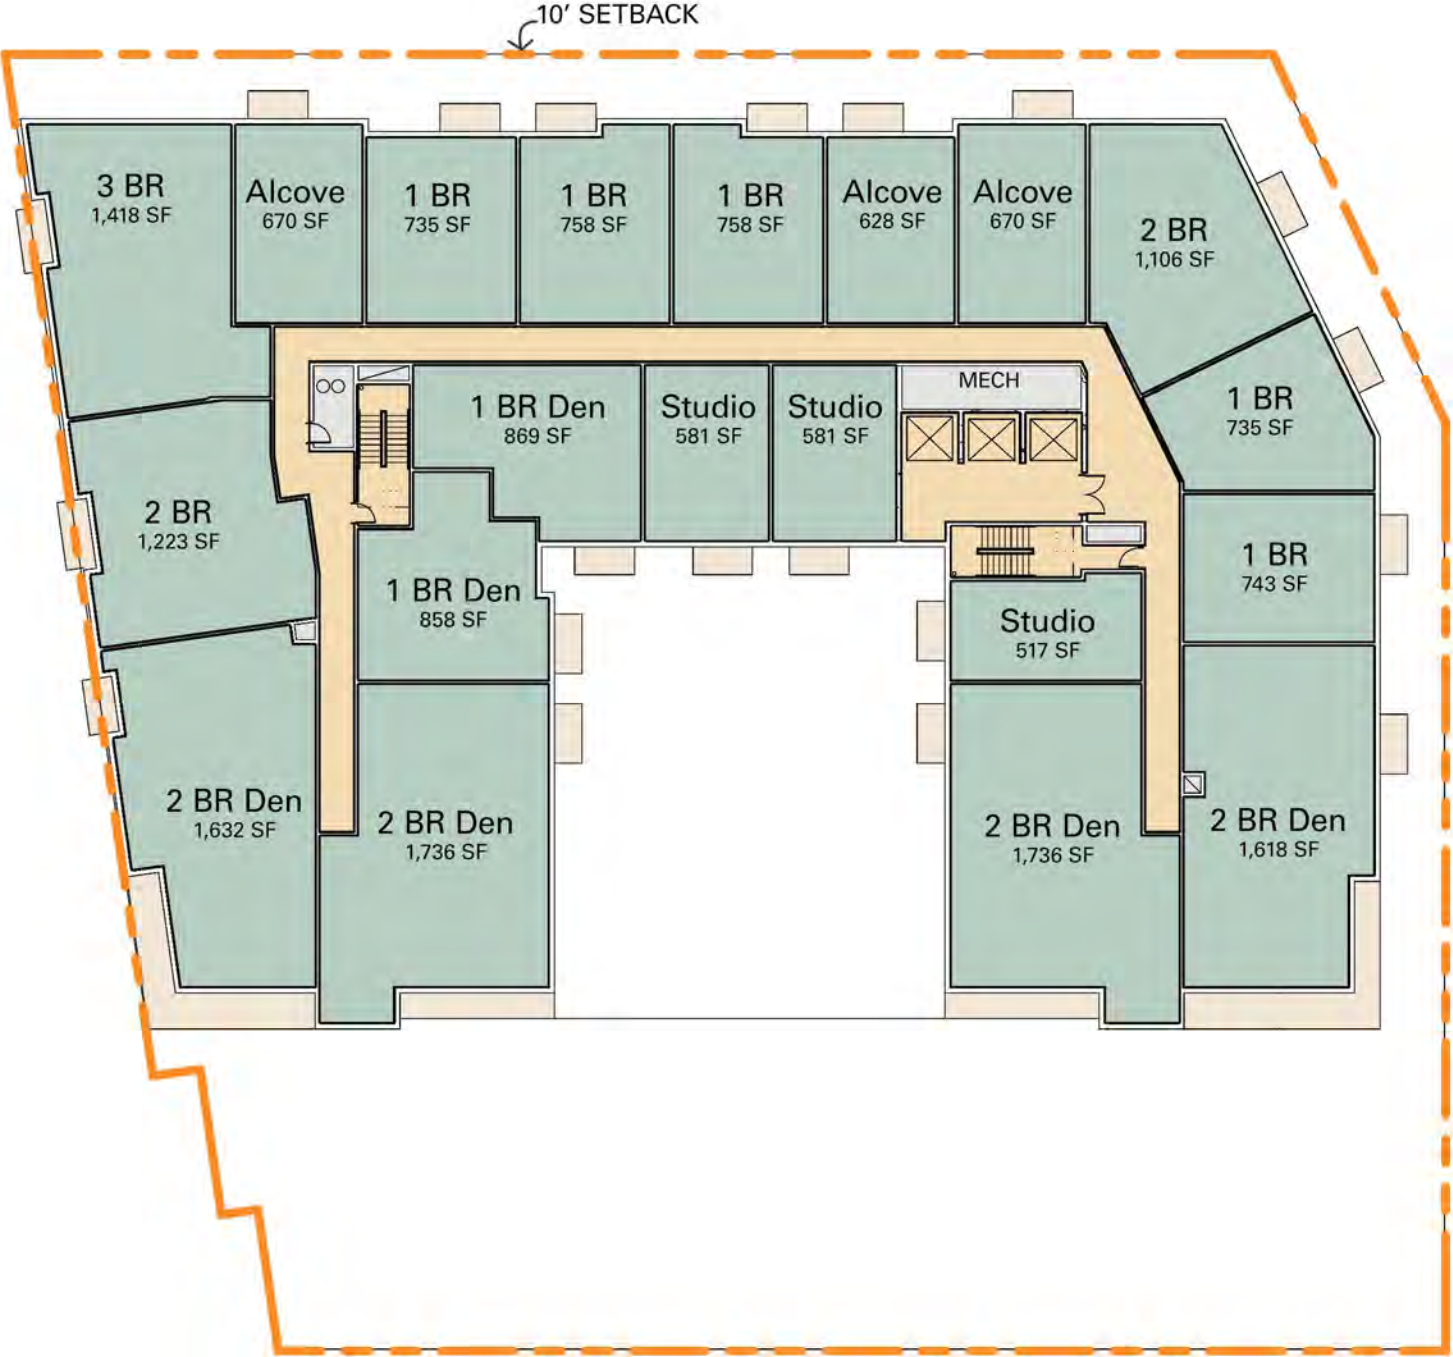 10' SETBACK
3 BR
1,418 SF
Alcove
670 SF
1 BR
735 SF
1 BR
758 SF
1 BR
758 SF
Alcove
628 SF
Alcove
670 SF
2 BR
1,106 SF
1 BR Den
869 SF
Studio
581 SF
Studio
581 SF
MECH
1 BR
735 SF
2 BR
1,223 SF
1 BR Den
858 SF
Studio
517 SF
1 BR
743 SF
2 BR Den
1,632 SF
2 BR Den
1,736 SF
2 BR Den
1,736 SF
2 BR Den
1,618 SF